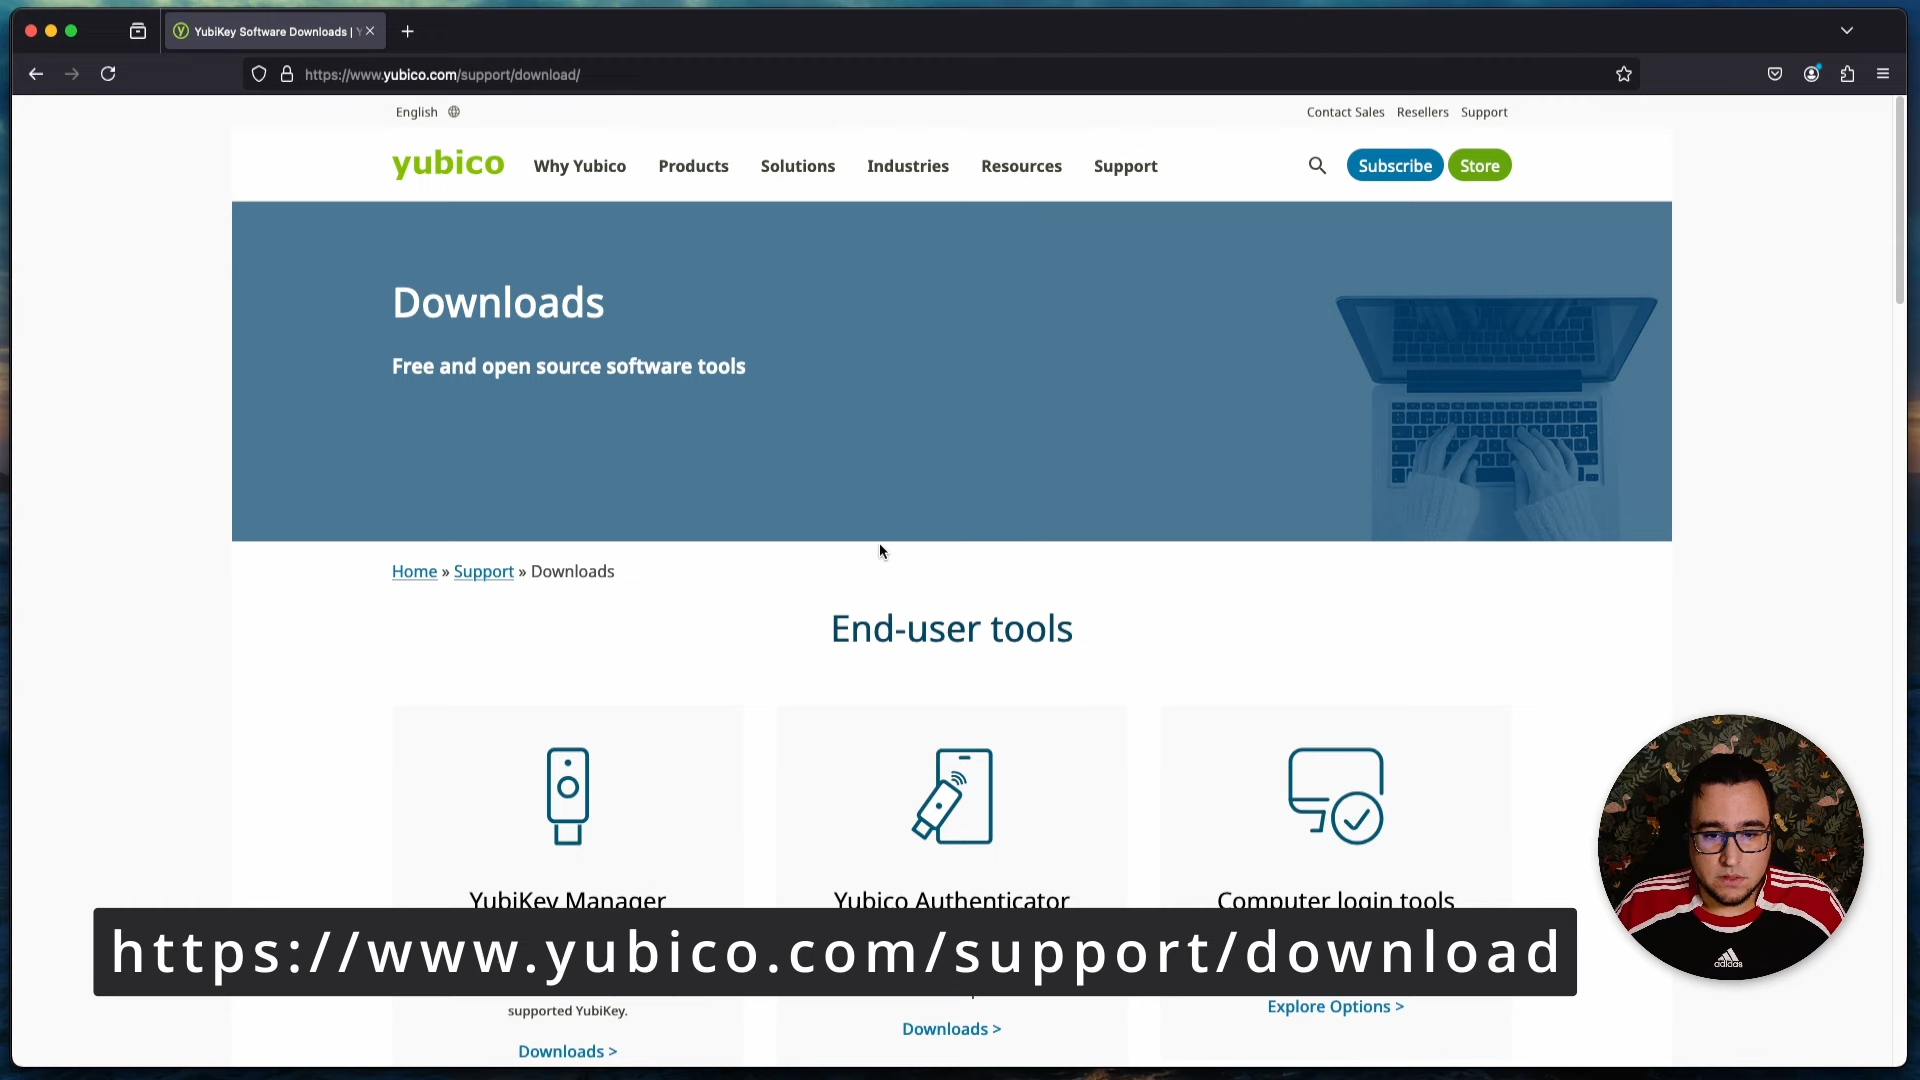 YubiKey Software Downloads |
https://www.yubico.com/support/download/
English
Contact Sales Resellers Support
yubico Why Yubico Products Solutions Industries Resources Support Subscribe Store
Downloads
Free and open source software tools
Home » Support » Downloads
End-user tools
YubiKey Manager Yubico Authenticator Computer login tools
https://www.yubico.com/support/download
supported YubiKey.
Explore Options >
Downloads >
Downloads >
adidas